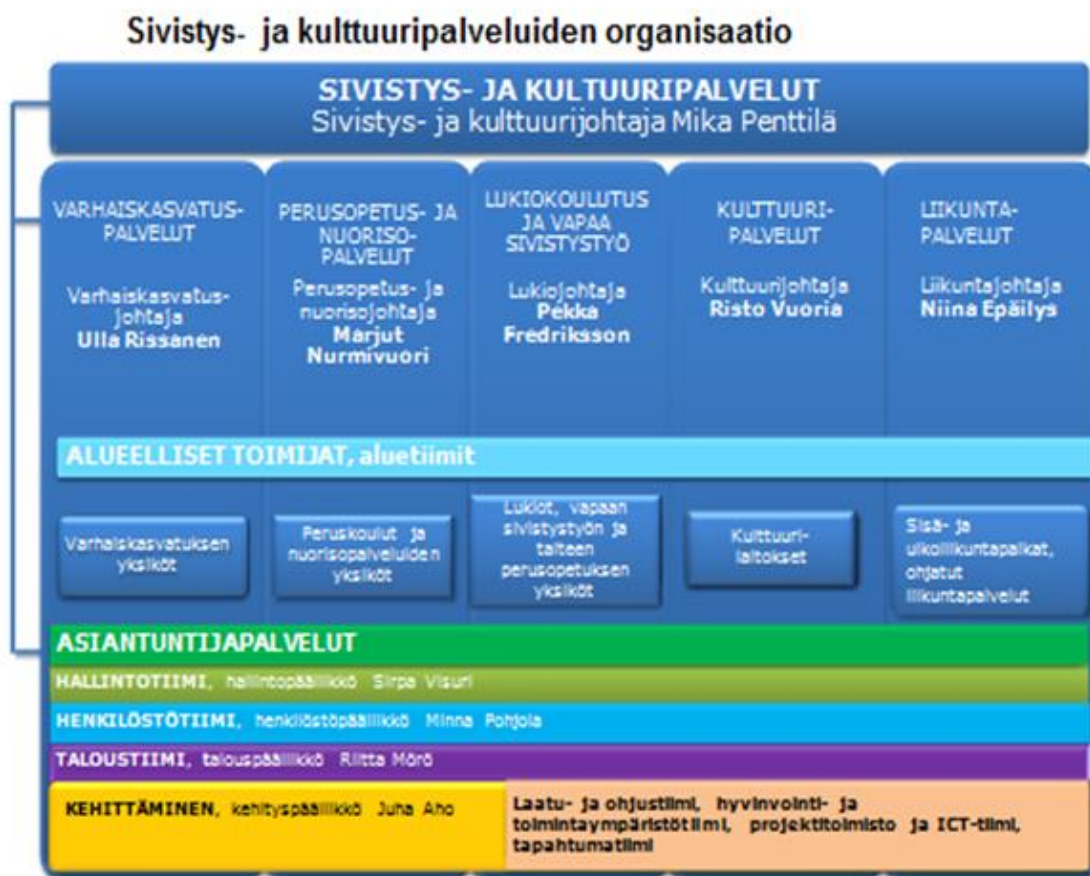 Sivistys- ja kulttuuripalveluiden organisaatio
SIVISTYS- JA KULTUURIPALVELUT
Sivistys- ja kulttuurijohtaja Mika Penttilä
VARHAISKASVATUS-
PALVELUT
Varhaiskasvatus-
johtaja
Ulla Rissanen
PERUSOPETUS- JA
NUORISO-
PALVELUT
Perusopetus- ja
nuorisojohtaja
Marjut
Nurmivuori
LUKIOKOULUTUS
JA VAPAA
SIVISTYSTYÖ
Lukiojohtaja
Pekka
Fredriksson
KULTTUURI-
PALVELUT
Kulttuurijohtaja
Risto Vuoria
LIIKUNTA-
PALVELUT
Liikuntajohtaja
Niina Epäilys
ALUEELLISET TOIMIJAT, aluetiimit
Varhaiskasvatuksen
yksiköt
Peruskoulut ja
nuorisopalveluiden
yksiköt
Lukiot, vapaan
sivistystyön ja
taiteen
perusopetuksen
yksiköt
Kulttuuri-
laitokset
Sisä- ja
ulkoliikuntapaikat,
ohjatut
liikuntapalvelut
ASIANTUNTIJAPALVELUT
HALLINTOTIIMI, hallintopäällikkö Sirpa Visuri
HENKILÖSTÖTIIMI, henkilöstöpäällikkö Minna Pohjola
TALOUSTIIMI, talouspäällikkö Riitta Mörö
KEHITTÄMINEN, kehityspäällikkö Juha Aho
Laatu- ja ohjustiimi, hyvinvointi- ja
toimintaympäristötiimi, projektitoimisto ja ICT-tiimi,
tapahtumatiimi